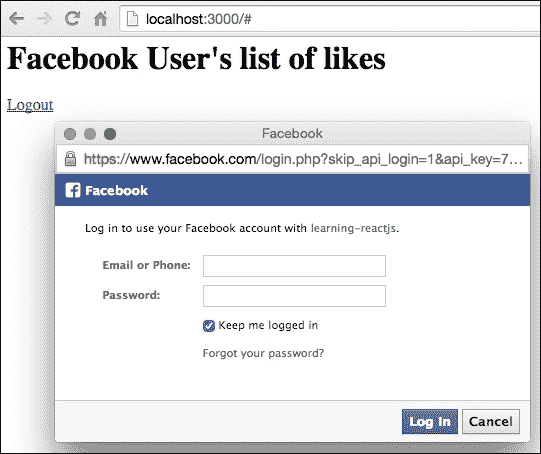 localhost:3000/#
Facebook User's list of likes
Logout
Facebook
https://www.facebook.com/login.php?skip_api_login=1&api_key=7...
Facebook
Log in to use your Facebook account with learning-reactjs.
Email or Phone:
Password:
Keep me logged in
Forgot your password?
Log In Cancel